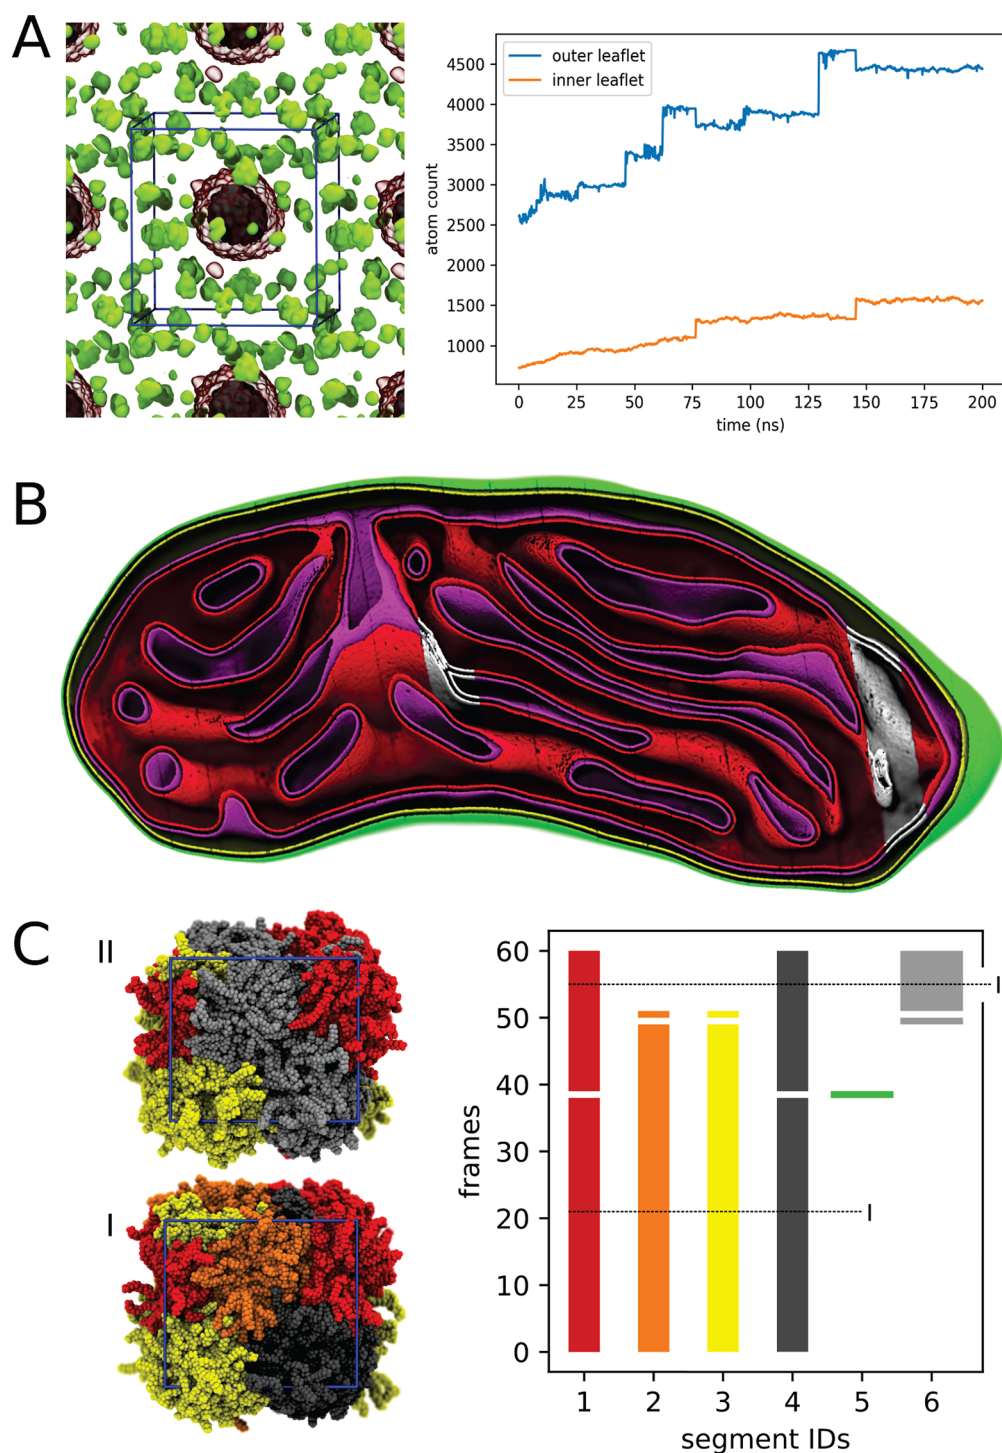 A
outer leaflet
inner leaflet
4500
4000
3500
3000
2500
2000
1500
1000
atom count
0 25 50 75 100 125 150 175 200
time (ns)
B
C
II
I
60
50
40
30
20
10
0
frames
I
I
1 2 3 4 5 6
segment IDs